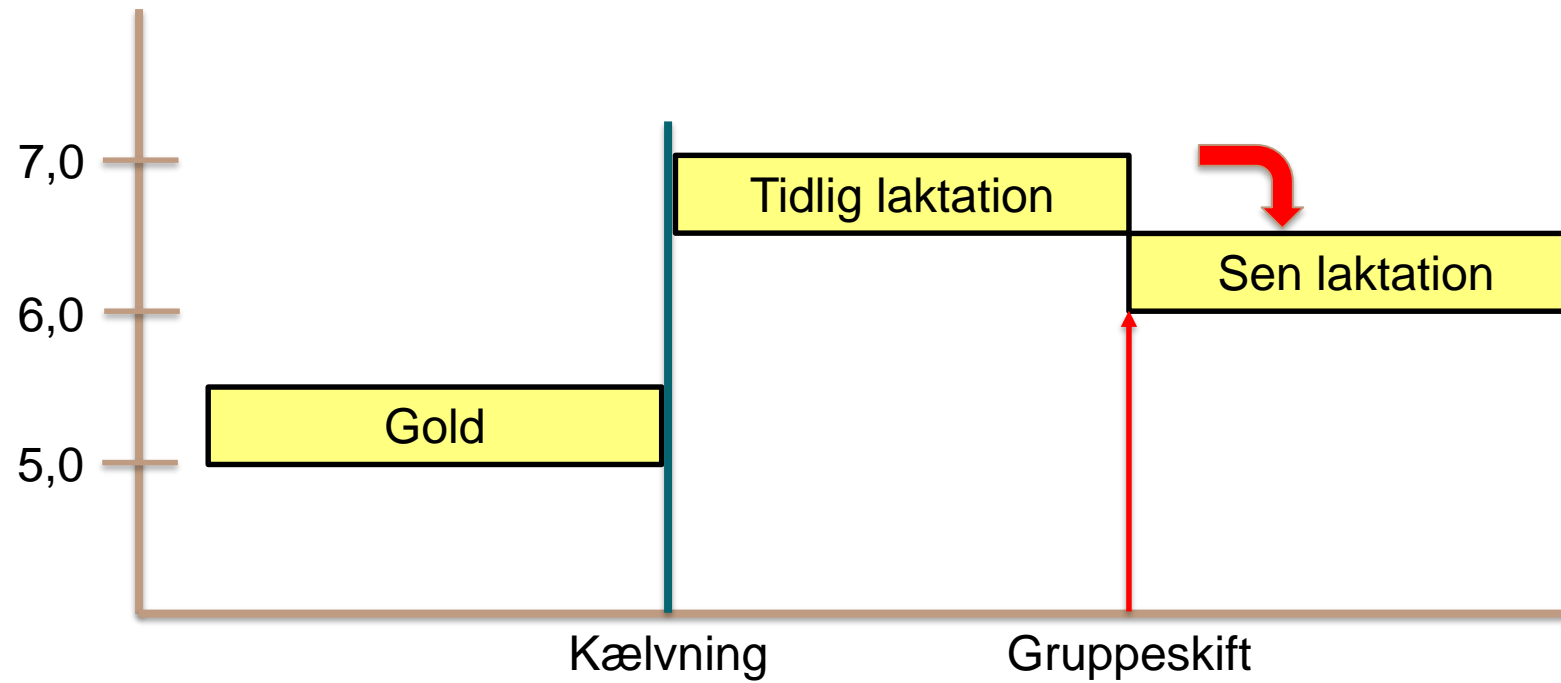 7,0
Tidlig laktation
Sen laktation
6,0
Gold
5,0
Kælvning
Gruppeskift